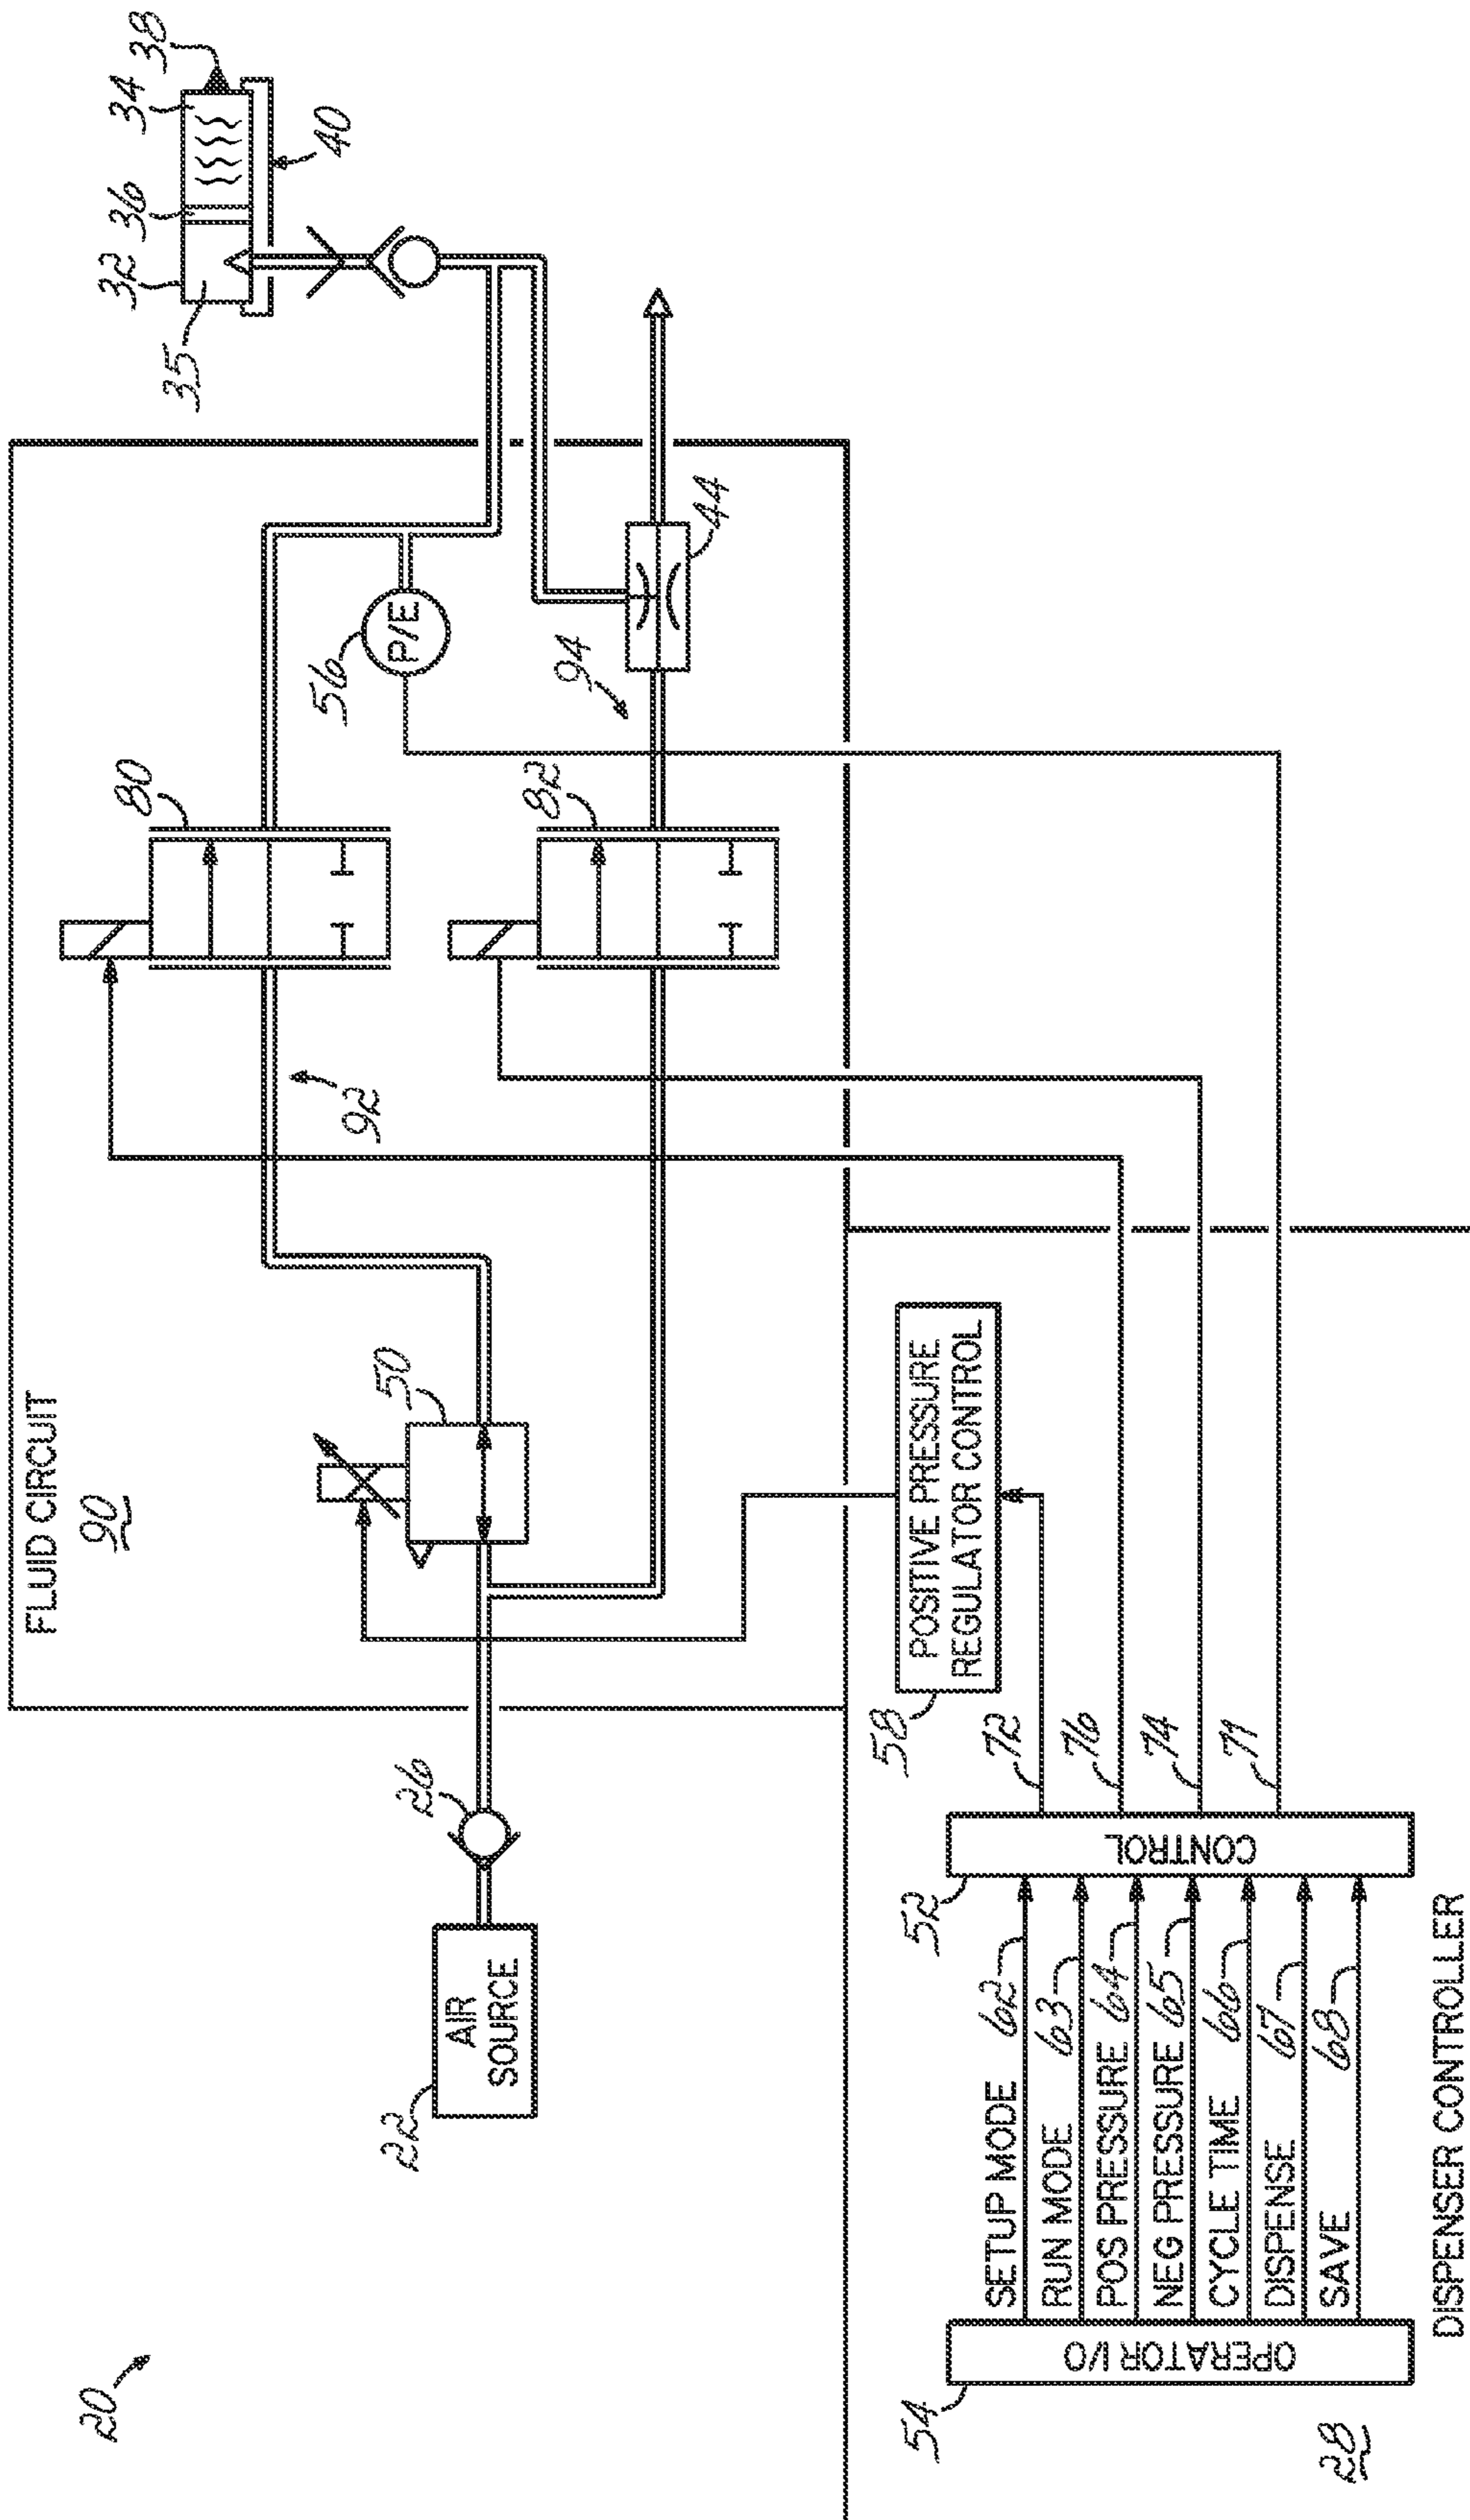 20
FLUID CIRCUIT
90
22
AIR
SOURCE
26
50
92
80
82
56
P/E
94
44
32
36
34
38
35
40
58
POSITIVE PRESSURE
REGULATOR CONTROL
72
76
74
71
52
CONTROL
SETUP MODE 62
RUN MODE 63
POS PRESSURE 64
NEG PRESSURE 65
CYCLE TIME 66
DISPENSE 67
SAVE 68
54
OPERATOR I/O
28
DISPENSER CONTROLLER